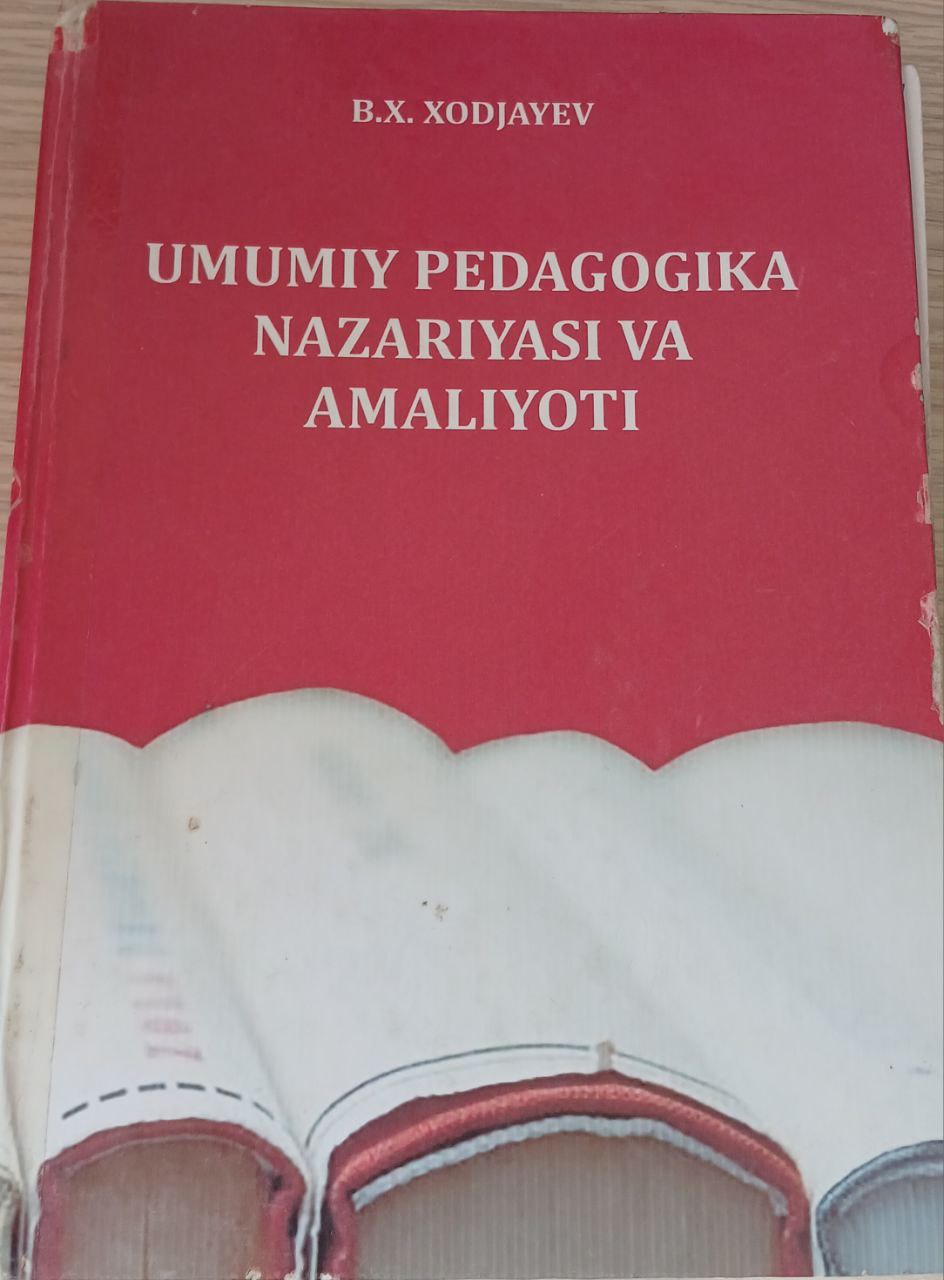 B.X. XODJAYEV
UMUMIY PEDAGOGIKA
NAZARIYASI VA
AMALIYOTI